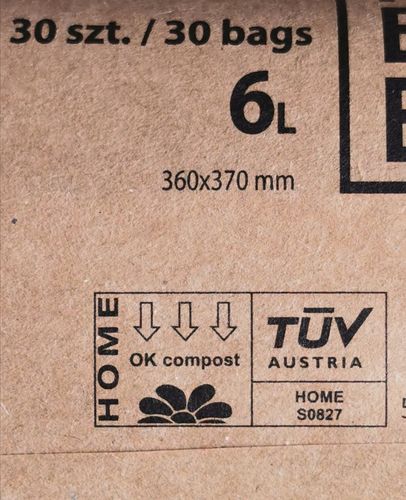 30 szt. / 30 bags
6L
360x370 mm
HOME
OK compost
TÜV
AUSTRIA
HOME
S0827